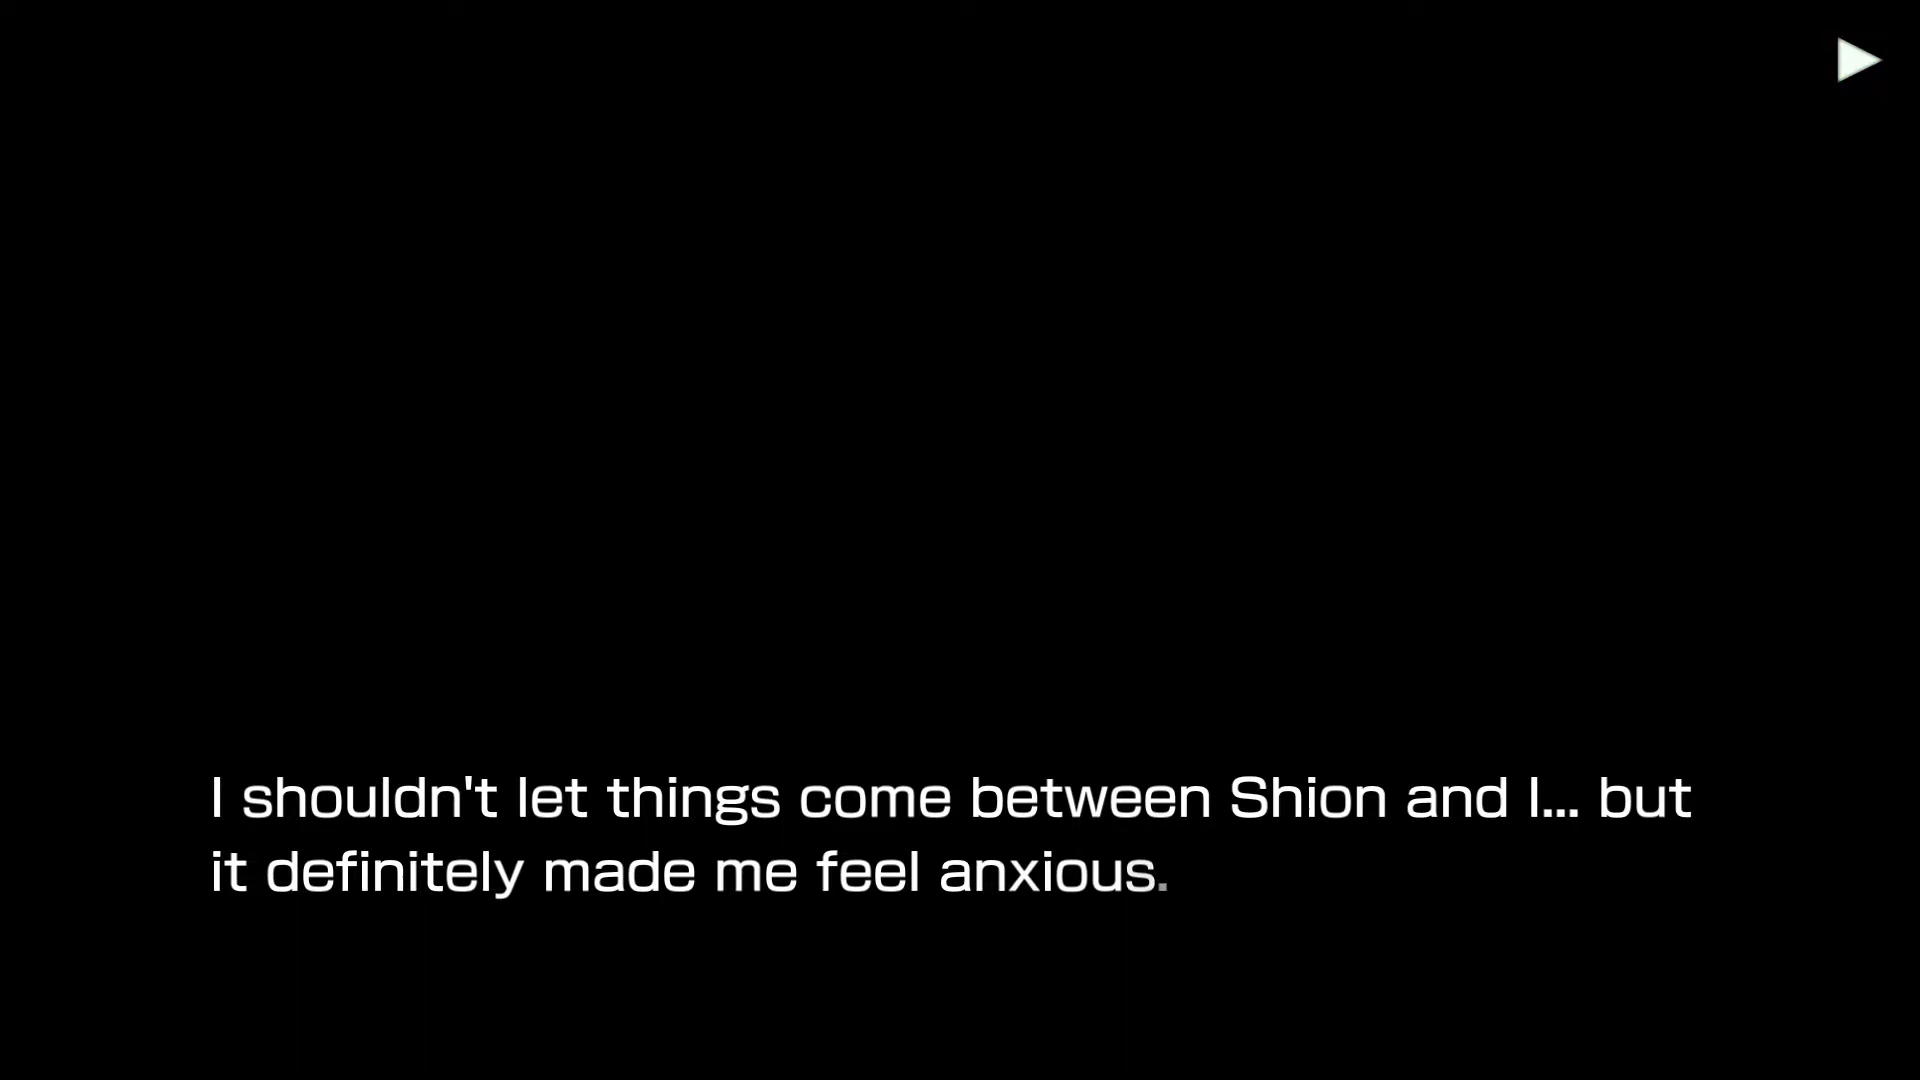 I shouldn't let things come between Shion and I... but
it definitely made me feel anxious.